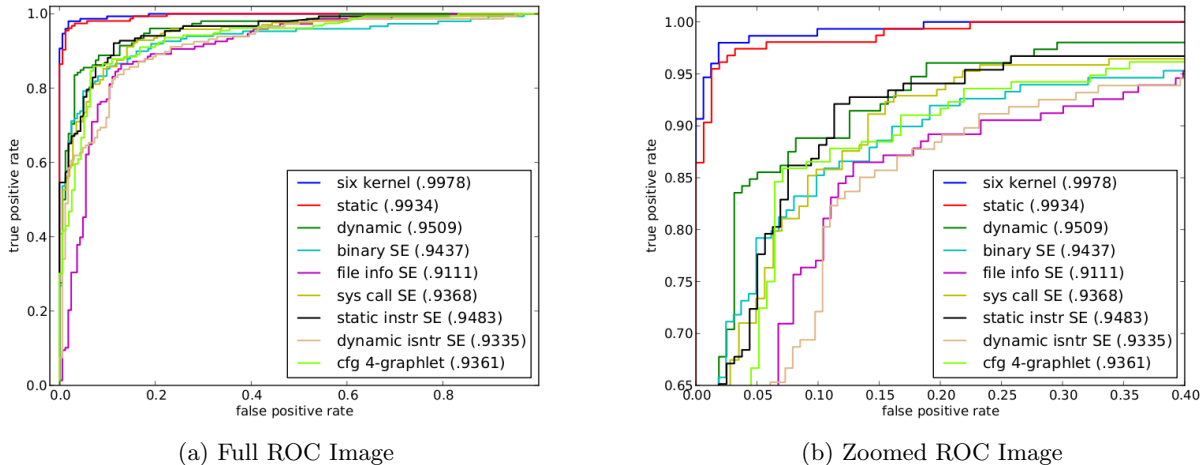 1.0
0.8
0.6
0.4
0.2
0.0
true positive rate
six kernel (.9978)
static (.9934)
dynamic (.9509)
binary SE (.9437)
file info SE (.9111)
sys call SE (.9368)
static instr SE (.9483)
dynamic isntr SE (.9335)
cfg 4-graphlet (.9361)
0.0 0.2 0.4 0.6 0.8
false positive rate
(a) Full ROC Image
1.00
0.95
0.90
0.85
0.80
0.75
0.70
0.65
true positive rate
six kernel (.9978)
static (.9934)
dynamic (.9509)
binary SE (.9437)
file info SE (.9111)
sys call SE (.9368)
static instr SE (.9483)
dynamic isntr SE (.9335)
cfg 4-graphlet (.9361)
0.00 0.05 0.10 0.15 0.20 0.25 0.30 0.35 0.40
false positive rate
(b) Zoomed ROC Image